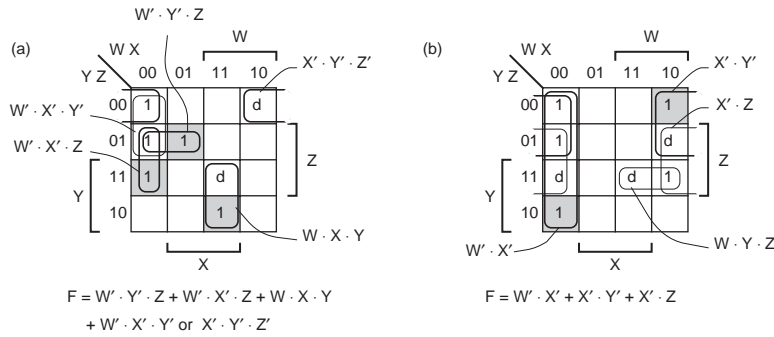 W′ · Y′ · Z
(a)
W X
W
Y Z
00 01 11 10
X′ · Y′ · Z′
W′ · X′ · Y′
00 1 d
W′ · X′ · Z
01 1 1
Z
Y
11 1 d
10 1
W · X · Y
X
F = W′ · Y′ · Z + W′ · X′ · Z + W · X · Y
+ W′ · X′ · Y′ or X′ · Y′ · Z′
(b)
W X
W
Y Z
00 01 11 10
X′ · Y′
00 1 1
X′ · Z
01 1 d
Z
Y
11 d d 1
10 1
W′ · X′
W · Y · Z
X
F = W′ · X′ + X′ · Y′ + X′ · Z